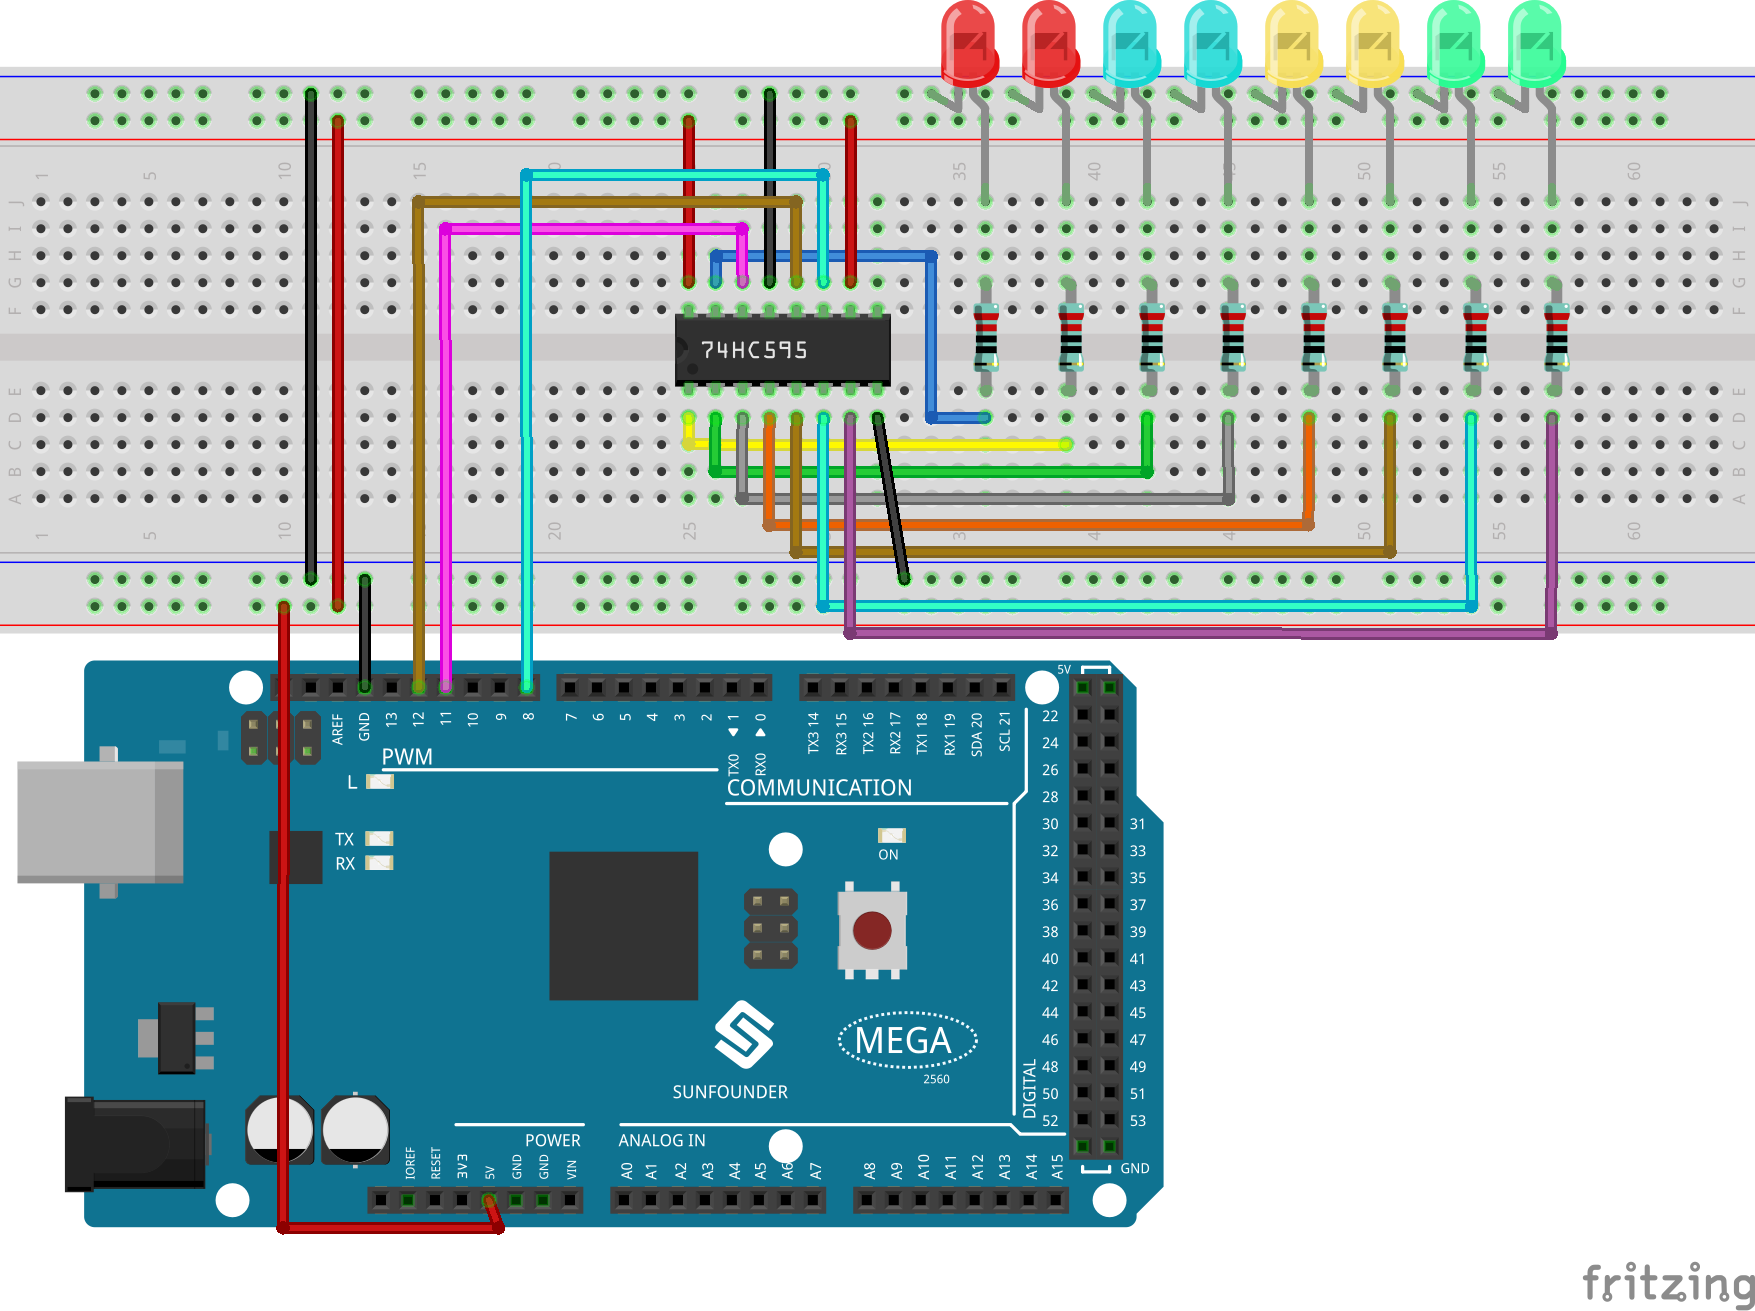 1 5 10 15 20 30 35 40 45 50 55 60
J J
I I
H H
G G
F F
74HC595
E E
D D
C C
B B
A A
1 5 10 20 25 3 4 4 50 55 60
5V
AREF GND 13 12 11 10 9 8 7 6 5 4 3 2 1 0 TX3 14 RX3 15 TX2 16 RX2 17 TX1 18 RX1 19 SDA 20 SCL 21
TX0 RX0
PWM
COMMUNICATION
L
TX
RX
ON
22
24
26
28
30 31
32 33
34 35
36 37
38 39
40 41
42 43
44 45
46 47
48 49
50 51
52 53
DIGITAL
GND
MEGA
2560
SUNFOUNDER
POWER
ANALOG IN
IOREF RESET 3V3 5V GND GND VIN A0 A1 A2 A3 A4 A5 A6 A7 A8 A9 A10 A11 A12 A13 A14 A15
fritzing